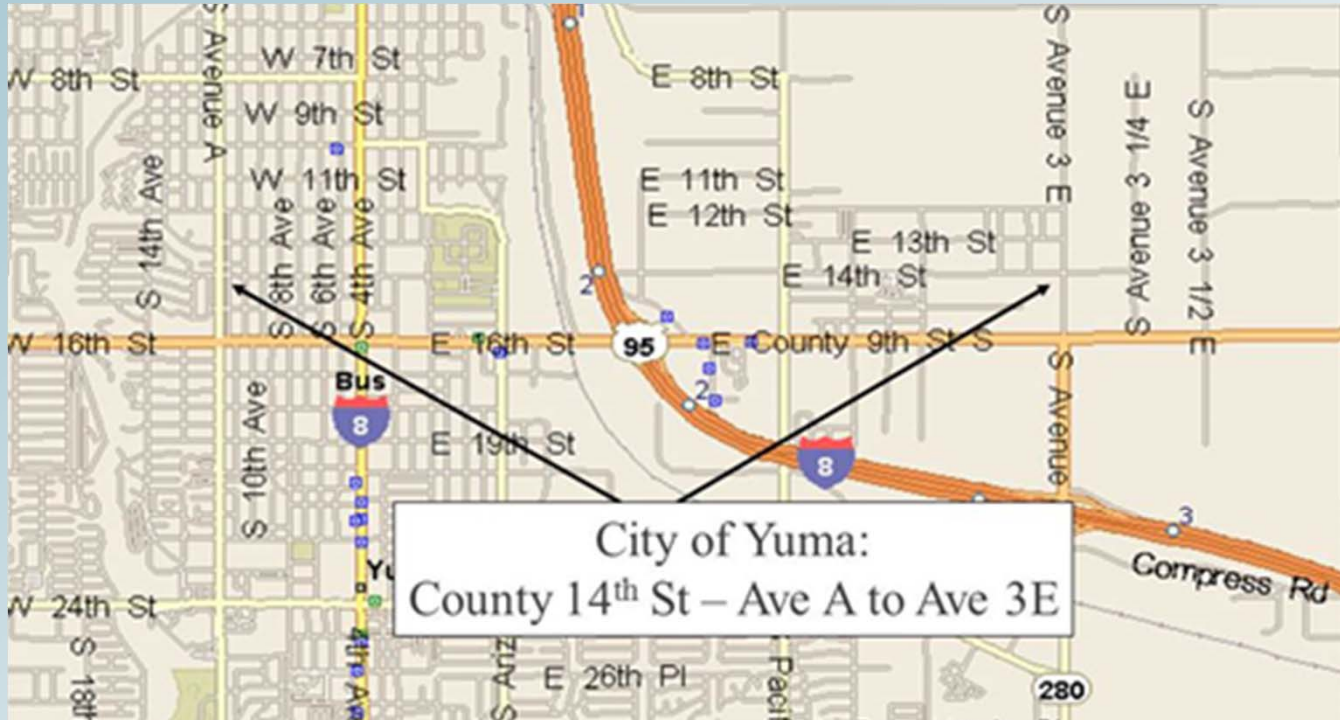 S Avenue A
W 7th St
W 8th St
E 8th St
W 9th St
S Avenue 3 E
S Avenue 3 1/4 E
S Avenue 3 1/2 E
W 11th St
E 11th St
S 14th Ave
S 8th Ave
S 6th Ave
S 4th Ave
E 12th St
E 13th St
E 14th St
2
W 16th St
E 16th St
95
E County 9th St S
Bus
8
2
S 10th Ave
E 19th St
8
S Avenue
3
City of Yuma:
County 14th St – Ave A to Ave 3E
Compress Rd
W 24th St
E 26th Pl
280